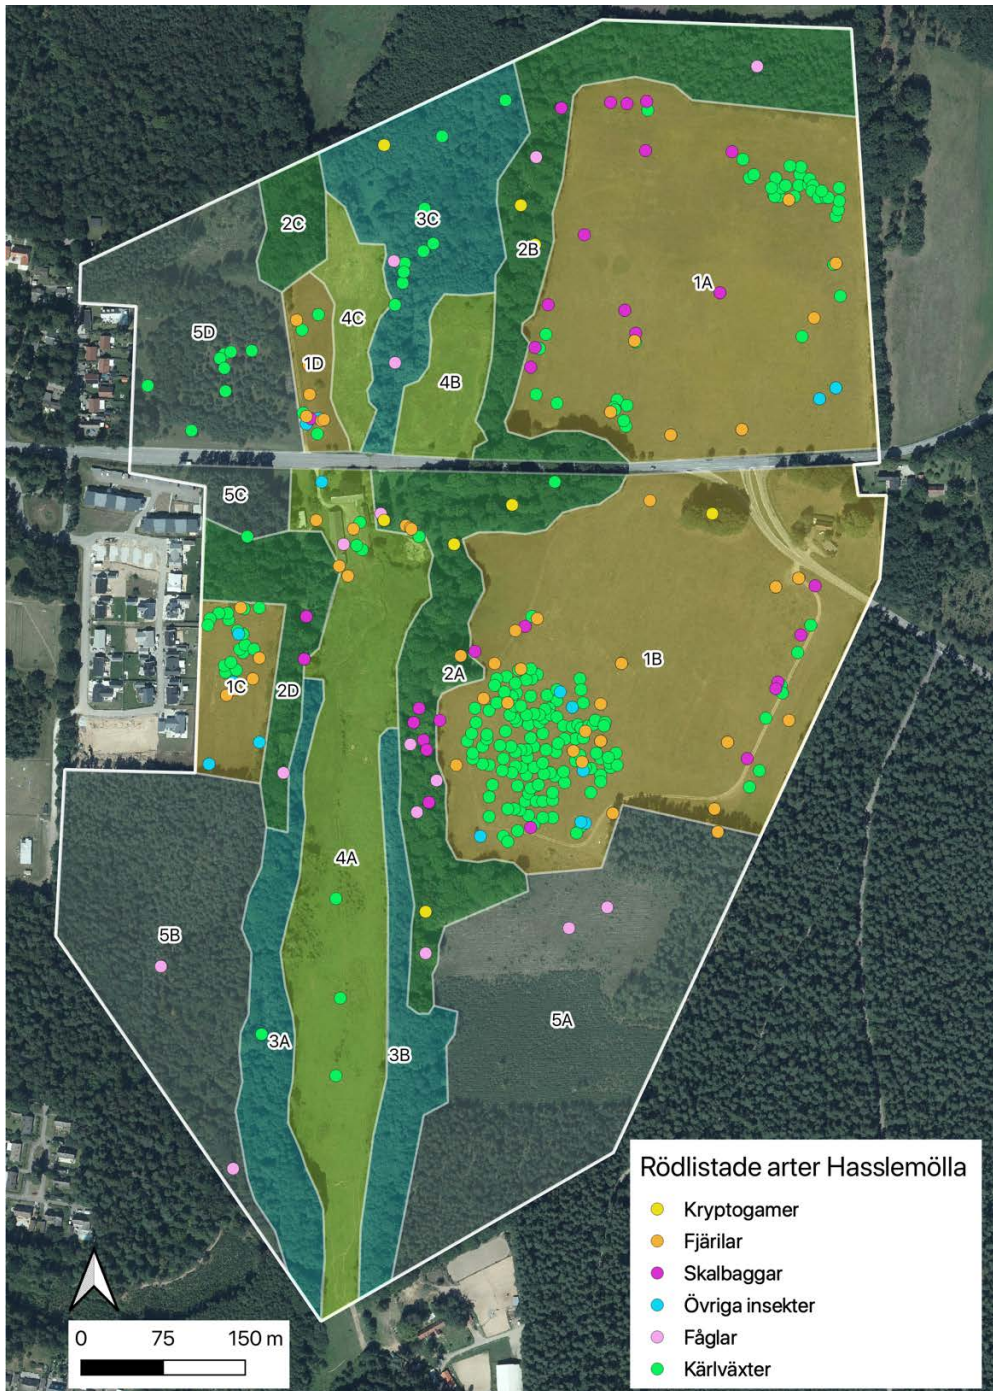 3C
2C
2B
1A
4C
5D
1D
4B
5C
1C
2D
2A
1B
4A
5B
3A
3B
5A
Rödlistade arter Hasslemölla
Kryptogamer
Fjärilar
Skalbaggar
Övriga insekter
Fåglar
Kärlväxter
0 75 150 m